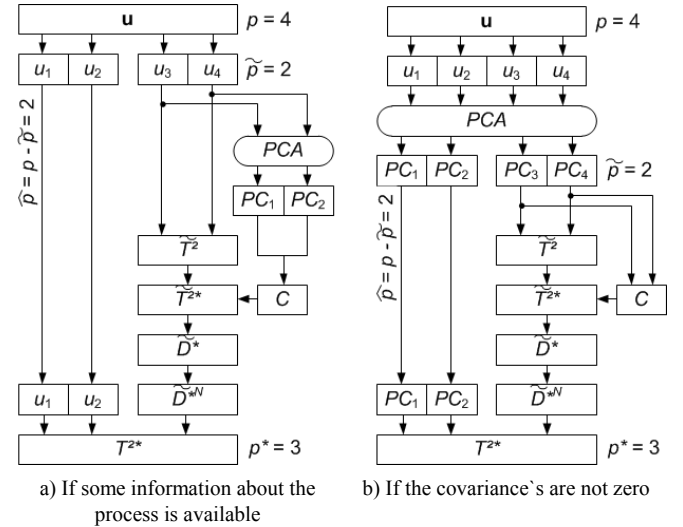 u p = 4 u p = 4
u1 u2 u3 u4 p̃ = 2 u1 u2 u3 u4
PCA
p̂ = p - p̃ = 2
PCA
PC1 PC2 PC3 PC4 p̃ = 2
PC1 PC2
p̂ = p - p̃ = 2
T̃² T̃²
T̃²* C T̃²* C
D̃* D̃*
u1 u2 D̃*N PC1 PC2 D̃*N
T²* p* = 3 T²* p* = 3
a) If some information about the
process is available
b) If the covariance`s are not zero